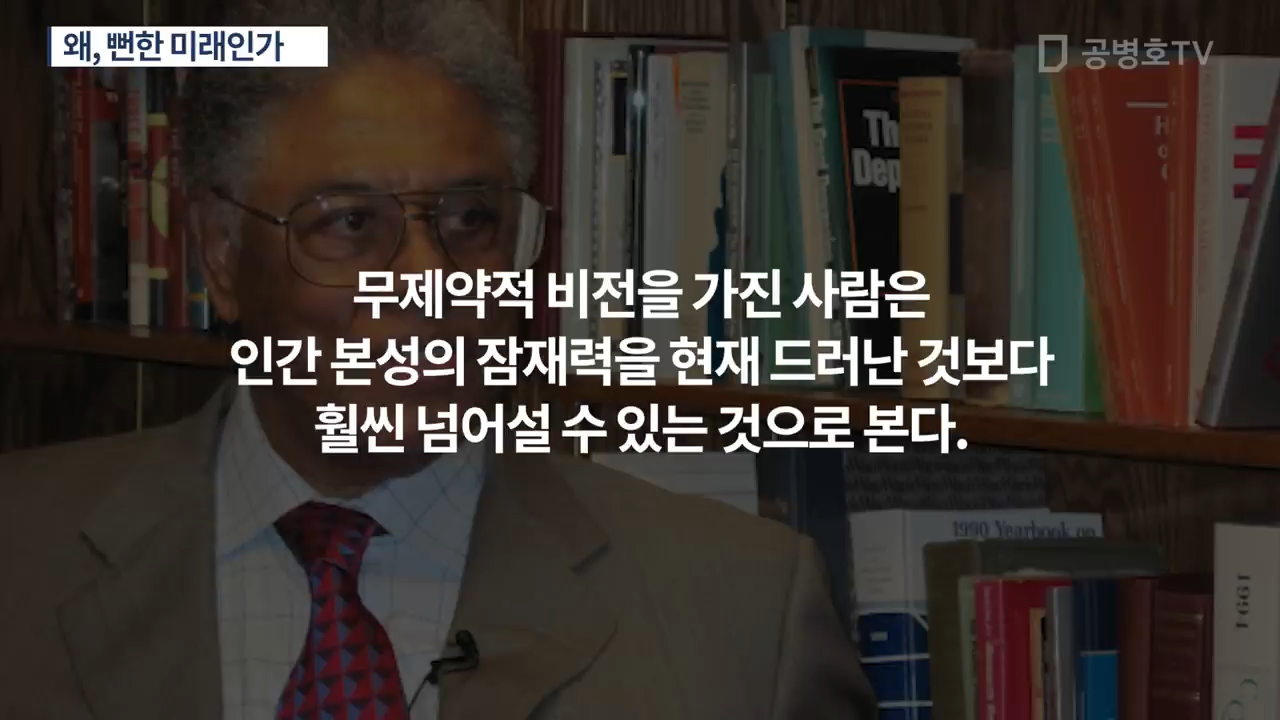 왜, 뻔한 미래인가
공병호TV
The
Dep
무제약적 비전을 가진 사람은
인간 본성의 잠재력을 현재 드러난 것보다
훨씬 넘어설 수 있는 것으로 본다.
1990 Yearbook on